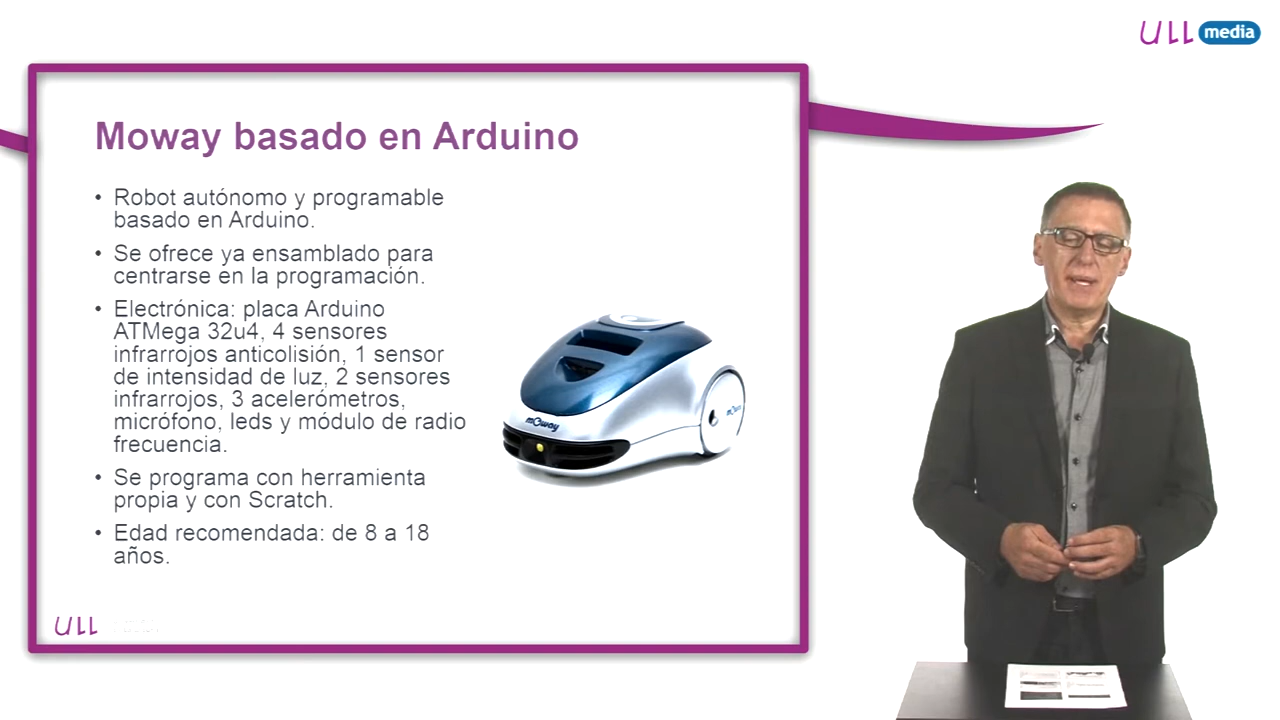 ULL media
Moway basado en Arduino
• Robot autónomo y programable
basado en Arduino.
• Se ofrece ya ensamblado para
centrarse en la programación.
• Electrónica: placa Arduino
ATMega 32u4, 4 sensores
infrarrojos anticolisión, 1 sensor
de intensidad de luz, 2 sensores
infrarrojos, 3 acelerómetros,
micrófono, leds y módulo de radio
frecuencia.
• Se programa con herramienta
propia y con Scratch.
• Edad recomendada: de 8 a 18
años.
mOway
mOway
ULL